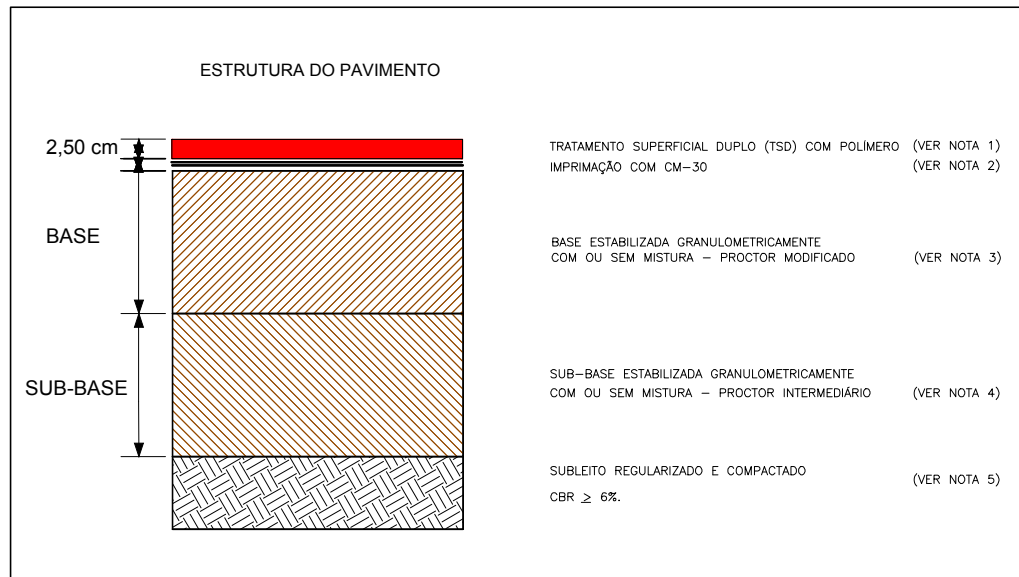 ESTRUTURA DO PAVIMENTO
2,50 cm
TRATAMENTO SUPERFICIAL DUPLO (TSD) COM POLÍMERO (VER NOTA 1)
IMPRIMAÇÃO COM CM-30 (VER NOTA 2)
BASE
BASE ESTABILIZADA GRANULOMETRICAMENTE
COM OU SEM MISTURA – PROCTOR MODIFICADO (VER NOTA 3)
SUB-BASE
SUB-BASE ESTABILIZADA GRANULOMETRICAMENTE
COM OU SEM MISTURA – PROCTOR INTERMEDIÁRIO (VER NOTA 4)
SUBLEITO REGULARIZADO E COMPACTADO (VER NOTA 5)
CBR ≥ 6%.